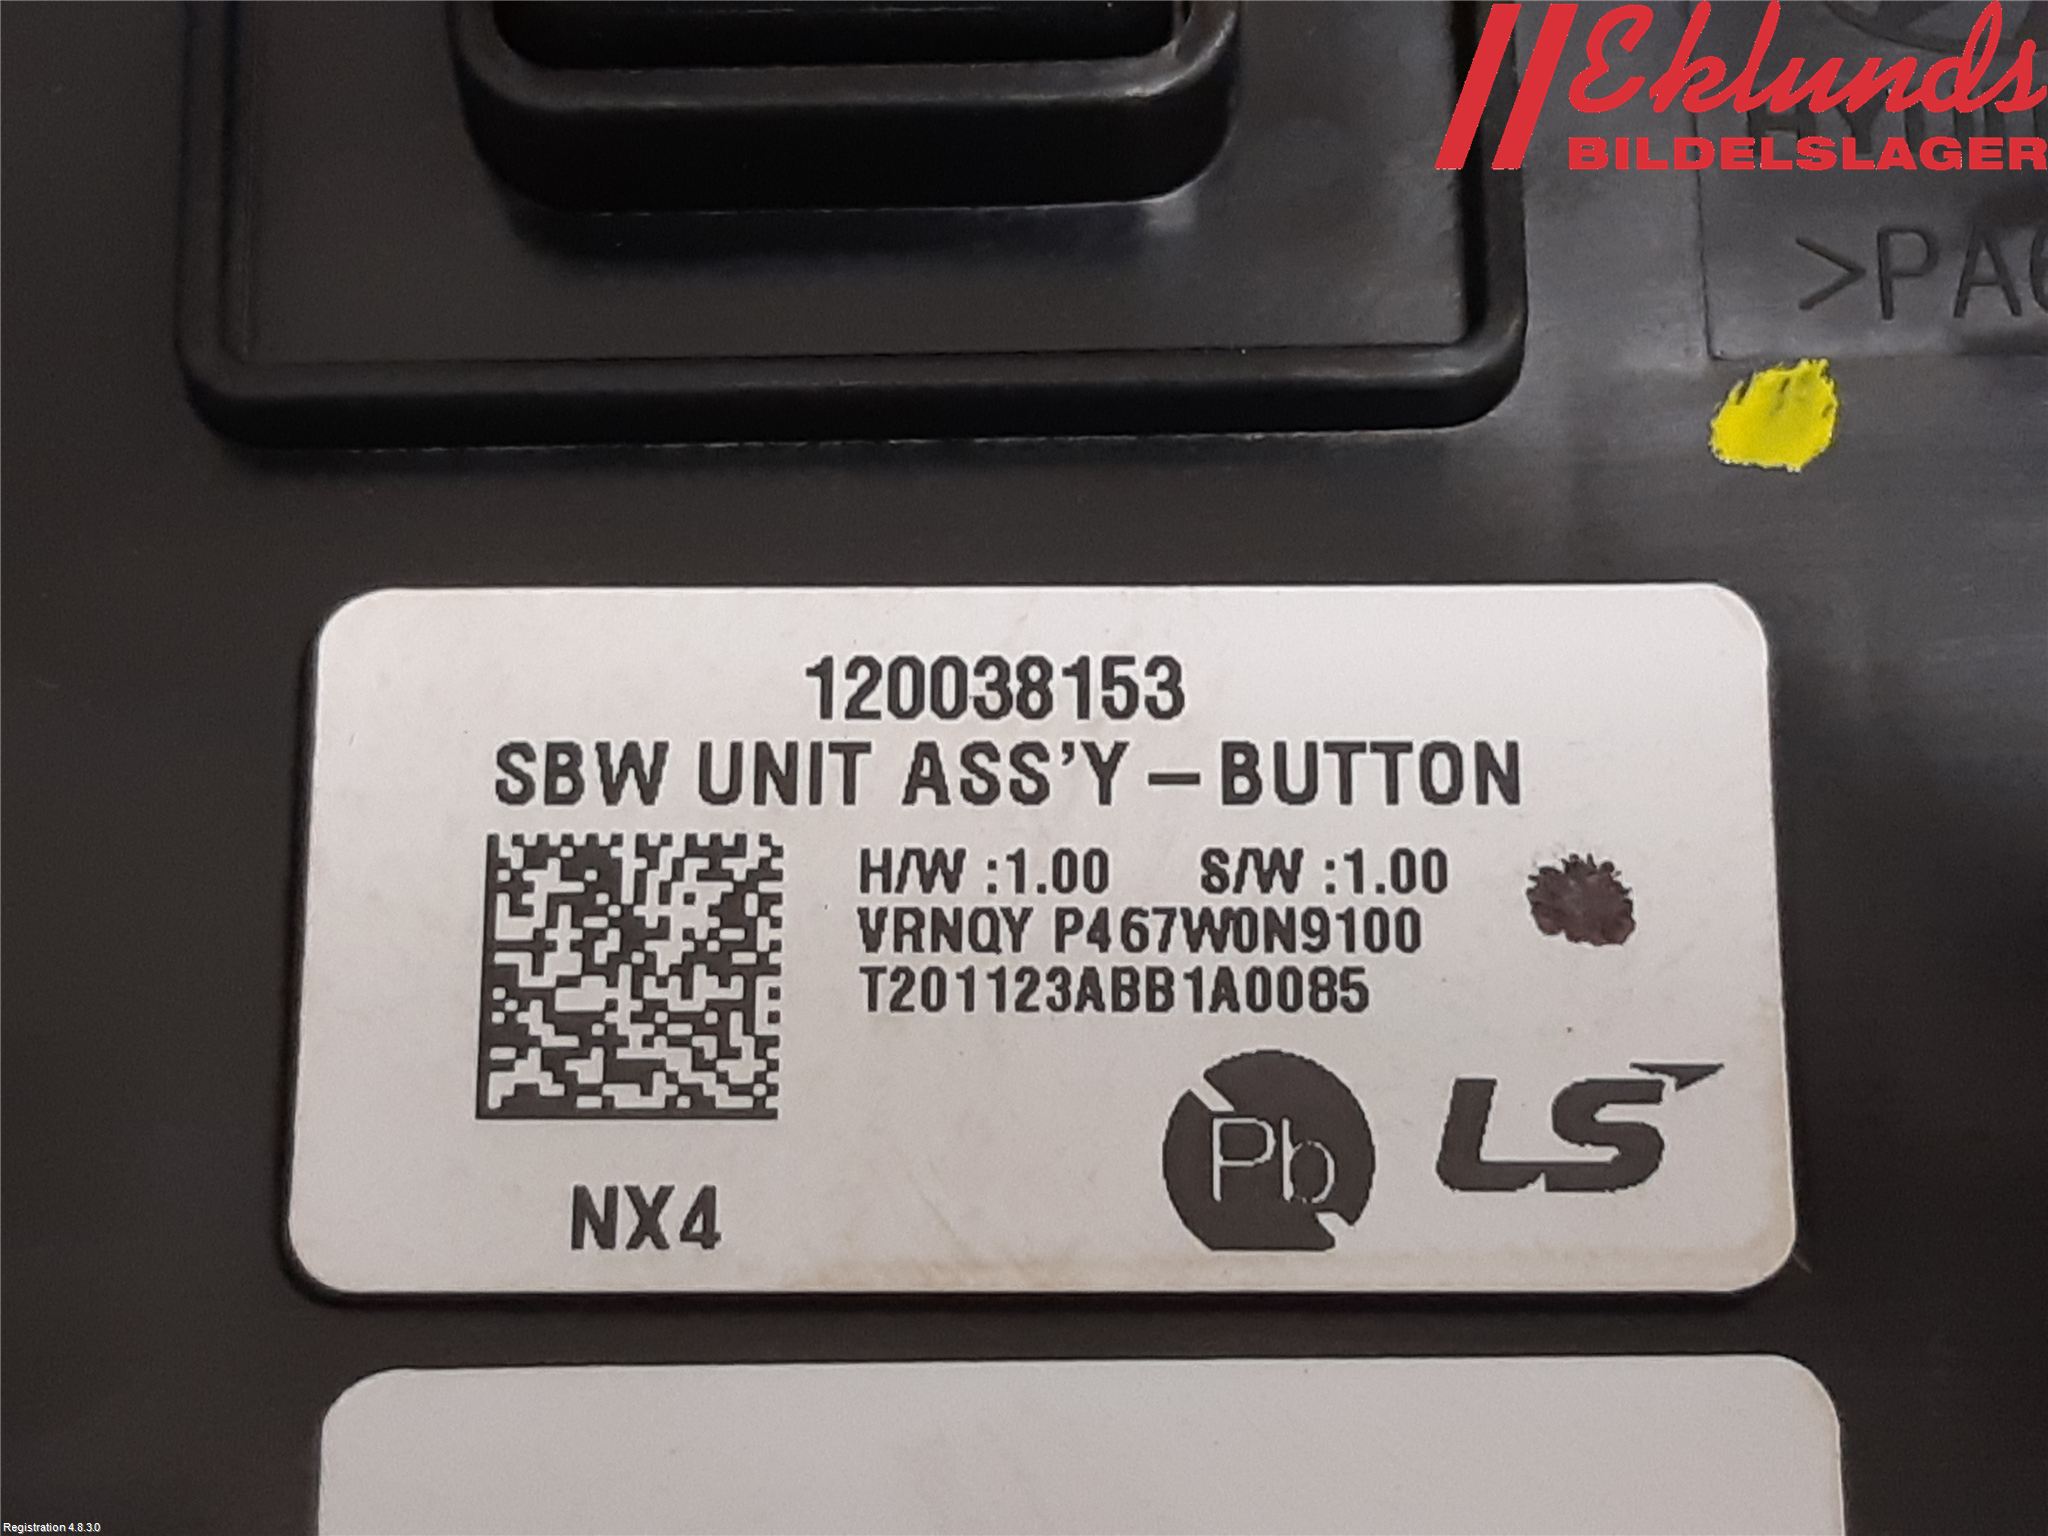 Eklunds
BILDELSLAGER
>PA6
120038153
SBW UNIT ASS'Y – BUTTON
H/W :1.00 S/W :1.00
VRNQY P467W0N9100
T201123ABB1A0085
Pb
LS
NX4
Registration 4.8.3.0